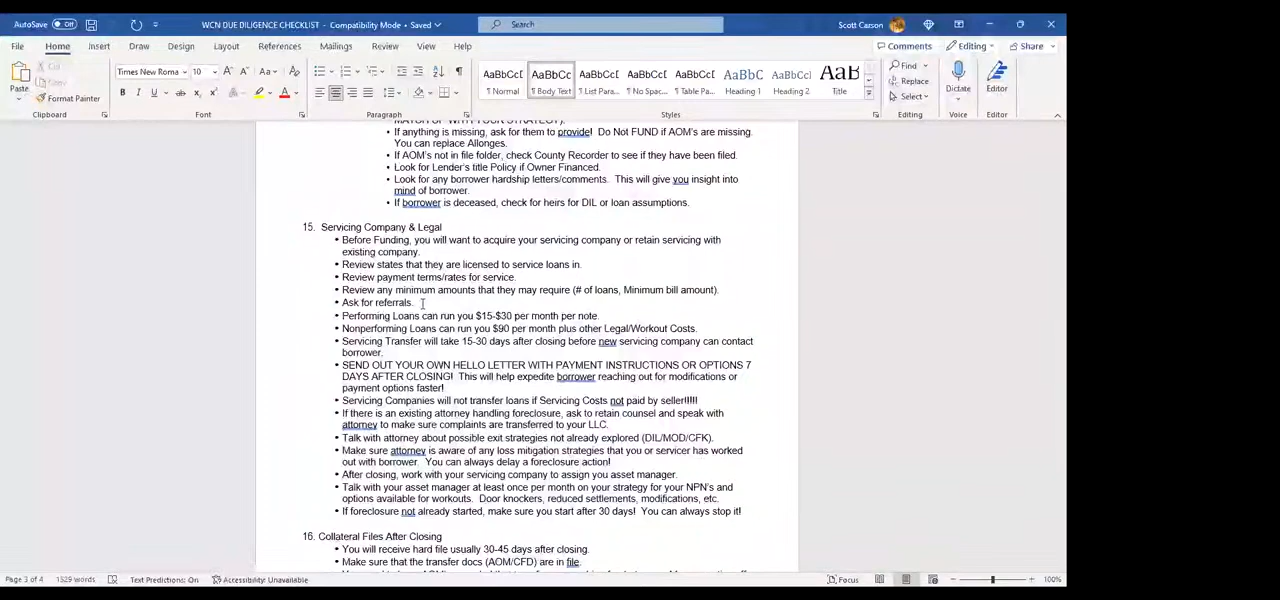 AutoSave Off
WCN DUE DILIGENCE CHECKLIST - Compatibility Mode • Saved
Search
Scott Carson
File Home Insert Draw Design Layout References Mailings Review View Help
Comments Editing Share
Paste
Cut
Copy
Format Painter
Times New Roma 10
AaBbCcI AaBbCc AaBbCcI AaBbCcI AaBbCcI AaBbC AaBbCcI AaB
¶ Normal ¶ Body Text ¶ List Para... ¶ No Spac... ¶ Table Pa... Heading 1 Heading 2 Title
Find
Replace
Select
Dictate
Editor
Clipboard Font Paragraph Styles Editing Voice Editor
MATCH UP WITH YOUR STRATEGY).
• If anything is missing, ask for them to provide! Do Not FUND if AOM's are missing.
You can replace Allonges.
• If AOM's not in file folder, check County Recorder to see if they have been filed.
• Look for Lender's title Policy if Owner Financed.
• Look for any borrower hardship letters/comments. This will give you insight into
mind of borrower.
• If borrower is deceased, check for heirs for DIL or loan assumptions.
15. Servicing Company & Legal
• Before Funding, you will want to acquire your servicing company or retain servicing with
existing company.
• Review states that they are licensed to service loans in.
• Review payment terms/rates for service.
• Review any minimum amounts that they may require (# of loans, Minimum bill amount).
• Ask for referrals.
• Performing Loans can run you $15-$30 per month per note.
• Nonperforming Loans can run you $90 per month plus other Legal/Workout Costs.
• Servicing Transfer will take 15-30 days after closing before new servicing company can contact
borrower.
• SEND OUT YOUR OWN HELLO LETTER WITH PAYMENT INSTRUCTIONS OR OPTIONS 7
DAYS AFTER CLOSING! This will help expedite borrower reaching out for modifications or
payment options faster!
• Servicing Companies will not transfer loans if Servicing Costs not paid by seller!!!!!
• If there is an existing attorney handling foreclosure, ask to retain counsel and speak with
attorney to make sure complaints are transferred to your LLC.
• Talk with attorney about possible exit strategies not already explored (DIL/MOD/CFK).
• Make sure attorney is aware of any loss mitigation strategies that you or servicer has worked
out with borrower. You can always delay a foreclosure action!
• After closing, work with your servicing company to assign you asset manager.
• Talk with your asset manager at least once per month on your strategy for your NPN's and
options available for workouts. Door knockers, reduced settlements, modifications, etc.
• If foreclosure not already started, make sure you start after 30 days! You can always stop it!
16. Collateral Files After Closing
• You will receive hard file usually 30-45 days after closing.
• Make sure that the transfer docs (AOM/CFD) are in file.
Page 3 of 4 1529 words Text Predictions: On Accessibility: Unavailable Focus 100%